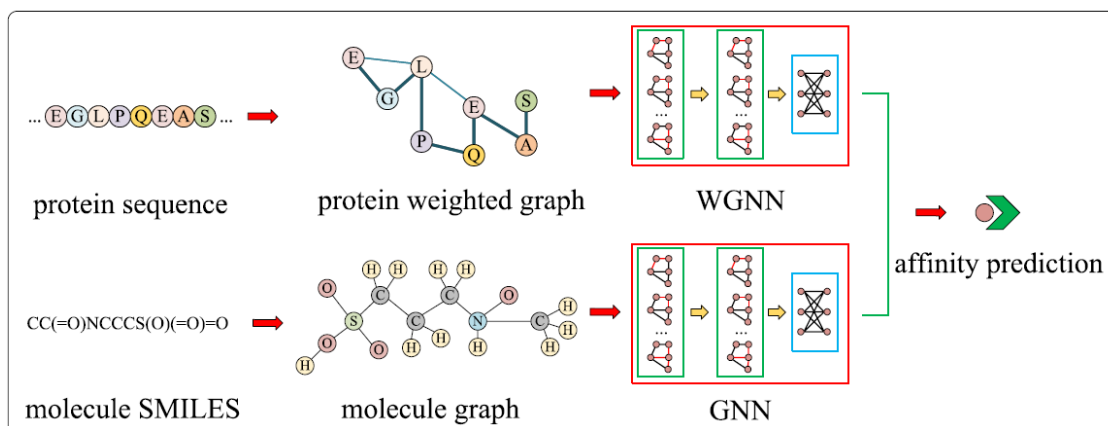 ... E G L P Q E A S ...
protein sequence
E L G E S P Q A
protein weighted graph
...
...
WGNN
affinity prediction
CC(=O)NCCCS(O)(=O)=O
molecule SMILES
H H H H
O C C O H
S C N C H
O O H H H H
H
molecule graph
...
...
GNN